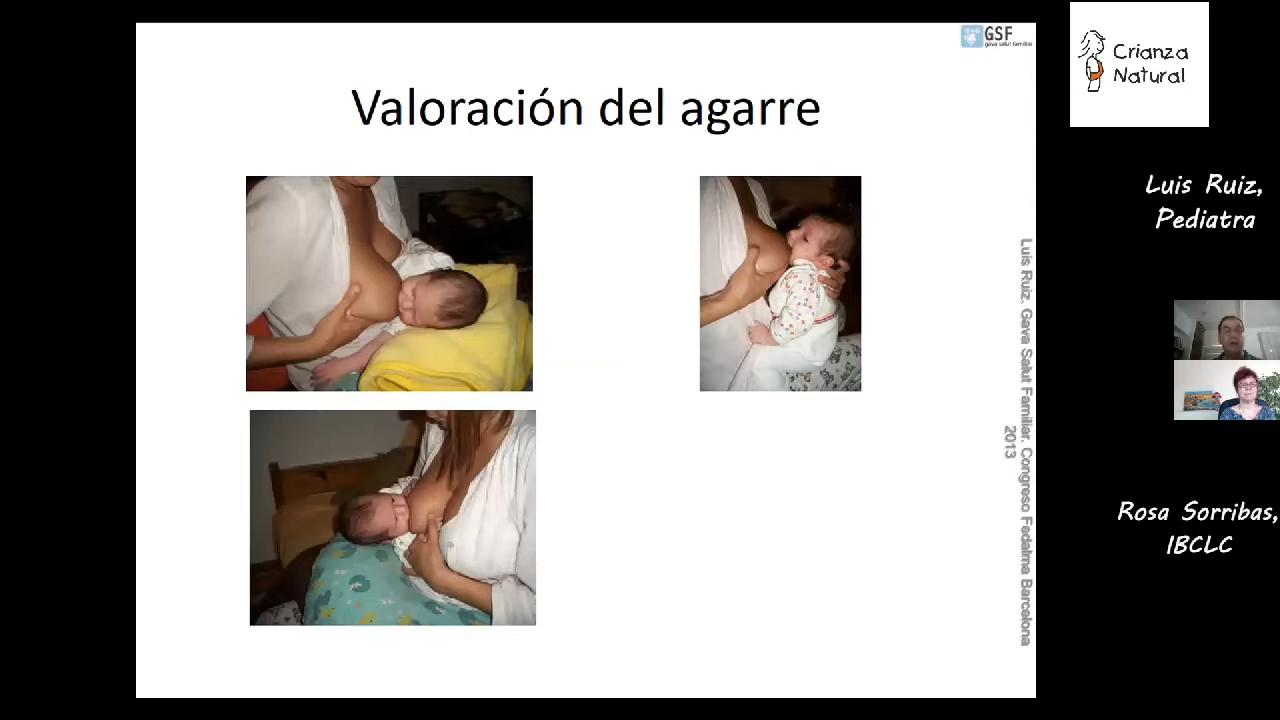 GSF
gava salut familiar
Valoración del agarre
Luis Ruiz. Gava Salut Familiar. Congreso Fedalma Barcelona
2013
Crianza
Natural
Luis Ruiz,
Pediatra
Rosa Sorribas,
IBCLC